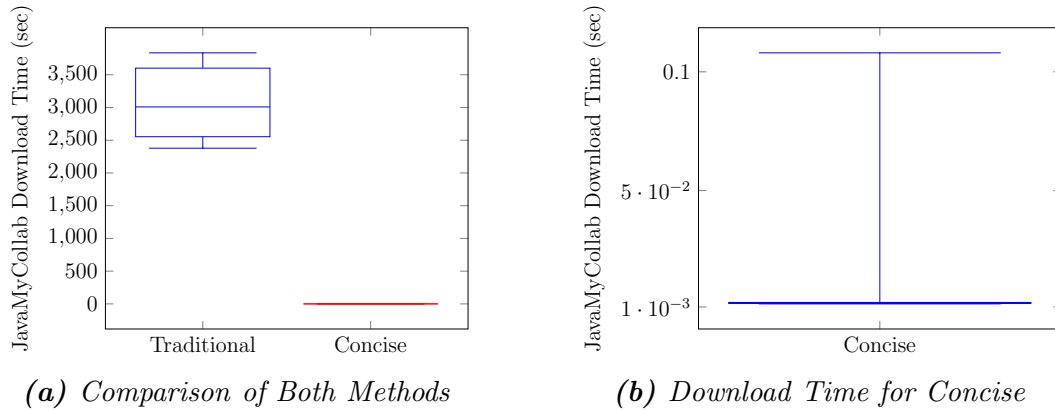 JavaMyCollab Download Time (sec)
3,500
3,000
2,500
2,000
1,500
1,000
500
0
Traditional
Concise
(a) Comparison of Both Methods
JavaMyCollab Download Time (sec)
0.1
5 · 10⁻²
1 · 10⁻³
Concise
(b) Download Time for Concise